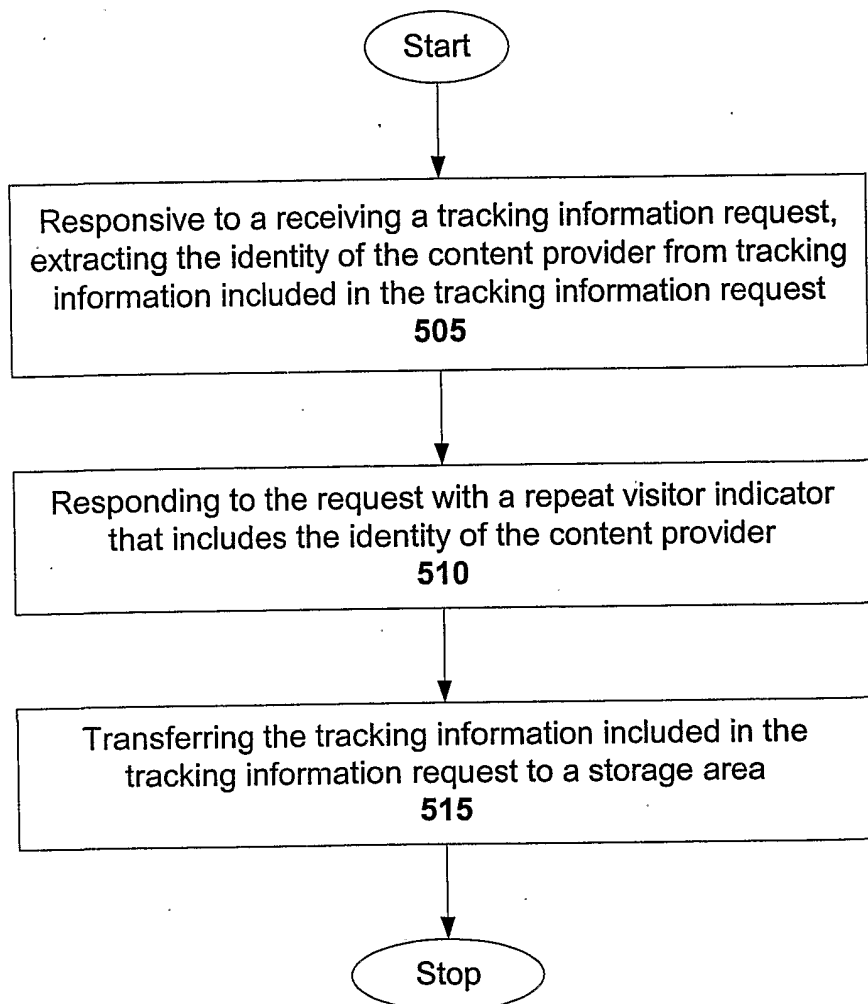 Start
Responsive to a receiving a tracking information request,
extracting the identity of the content provider from tracking
information included in the tracking information request
505
Responding to the request with a repeat visitor indicator
that includes the identity of the content provider
510
Transferring the tracking information included in the
tracking information request to a storage area
515
Stop